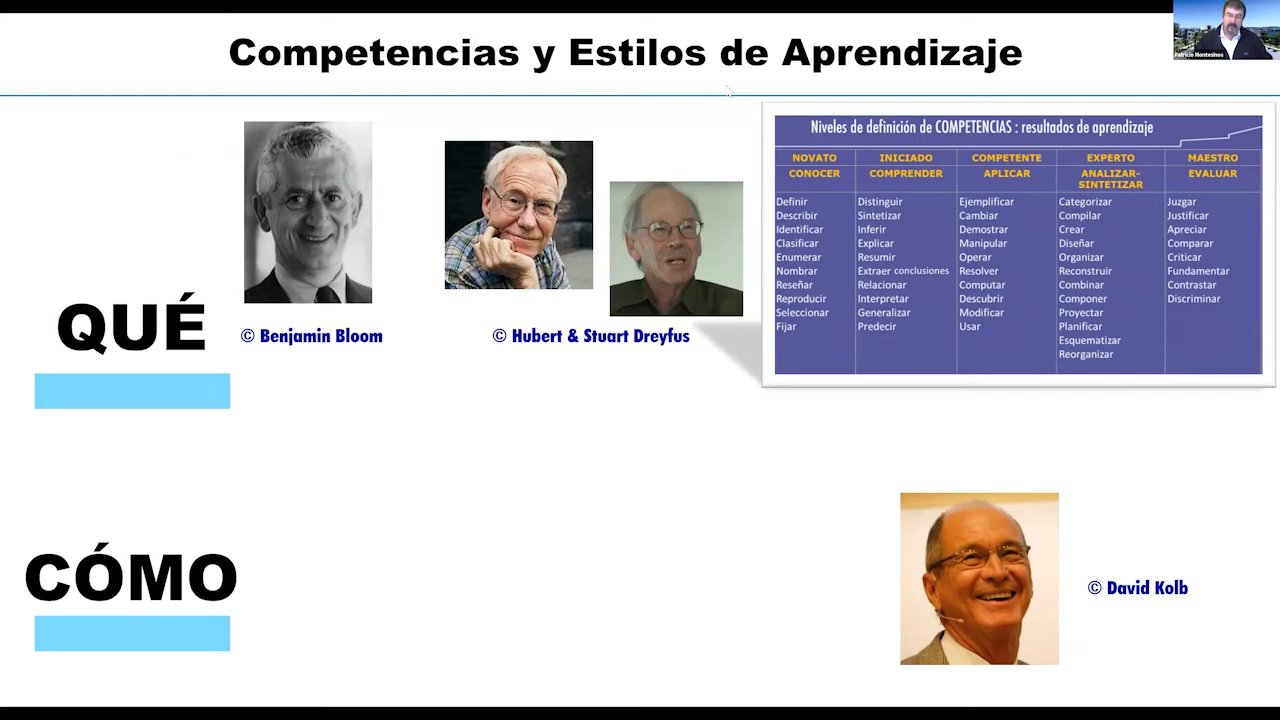 Competencias y Estilos de Aprendizaje
Patricio Montesinos
QUÉ
© Benjamin Bloom
© Hubert & Stuart Dreyfus
Niveles de definición de COMPETENCIAS : resultados de aprendizaje
NOVATO INICIADO COMPETENTE EXPERTO MAESTRO
CONOCER COMPRENDER APLICAR ANALIZAR-SINTETIZAR EVALUAR
Definir Distinguir Ejemplificar Categorizar Juzgar
Describir Sintetizar Cambiar Compilar Justificar
Identificar Inferir Demostrar Crear Apreciar
Clasificar Explicar Manipular Diseñar Comparar
Enumerar Resumir Operar Organizar Criticar
Nombrar Extraer conclusiones Resolver Reconstruir Fundamentar
Reseñar Relacionar Computar Combinar Contrastar
Reproducir Interpretar Descubrir Componer Discriminar
Seleccionar Generalizar Modificar Proyectar
Fijar Predecir Usar Planificar
Esquematizar
Reorganizar
CÓMO
© David Kolb